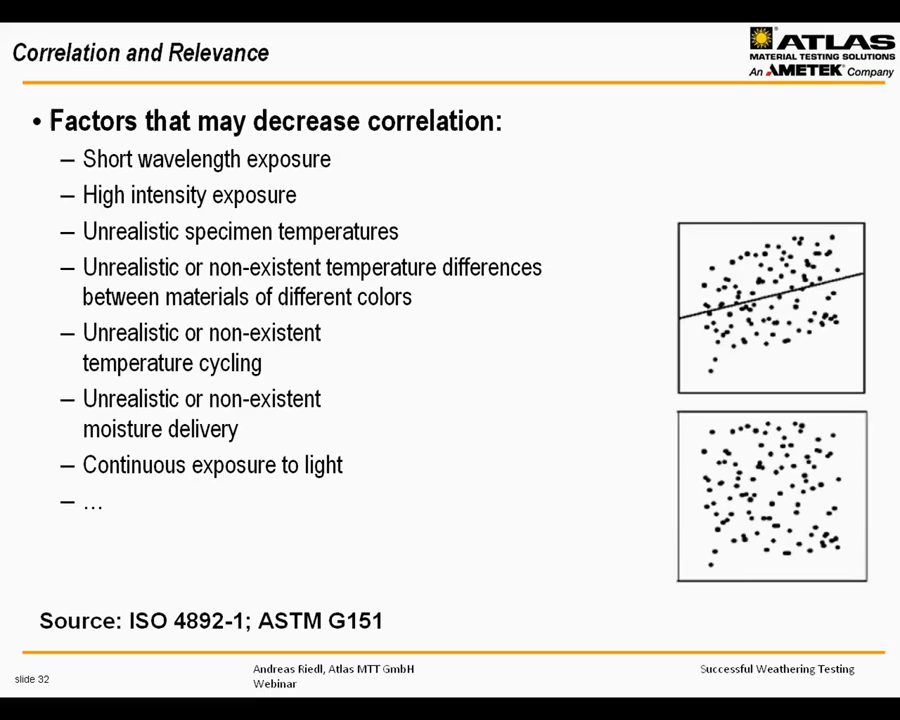 Correlation and Relevance
ATLAS
MATERIAL TESTING SOLUTIONS
An AMETEK Company
• Factors that may decrease correlation:
– Short wavelength exposure
– High intensity exposure
– Unrealistic specimen temperatures
– Unrealistic or non-existent temperature differences
between materials of different colors
– Unrealistic or non-existent
temperature cycling
– Unrealistic or non-existent
moisture delivery
– Continuous exposure to light
– ...
Source: ISO 4892-1; ASTM G151
slide 32
Andreas Riedl, Atlas MTT GmbH
Webinar
Successful Weathering Testing